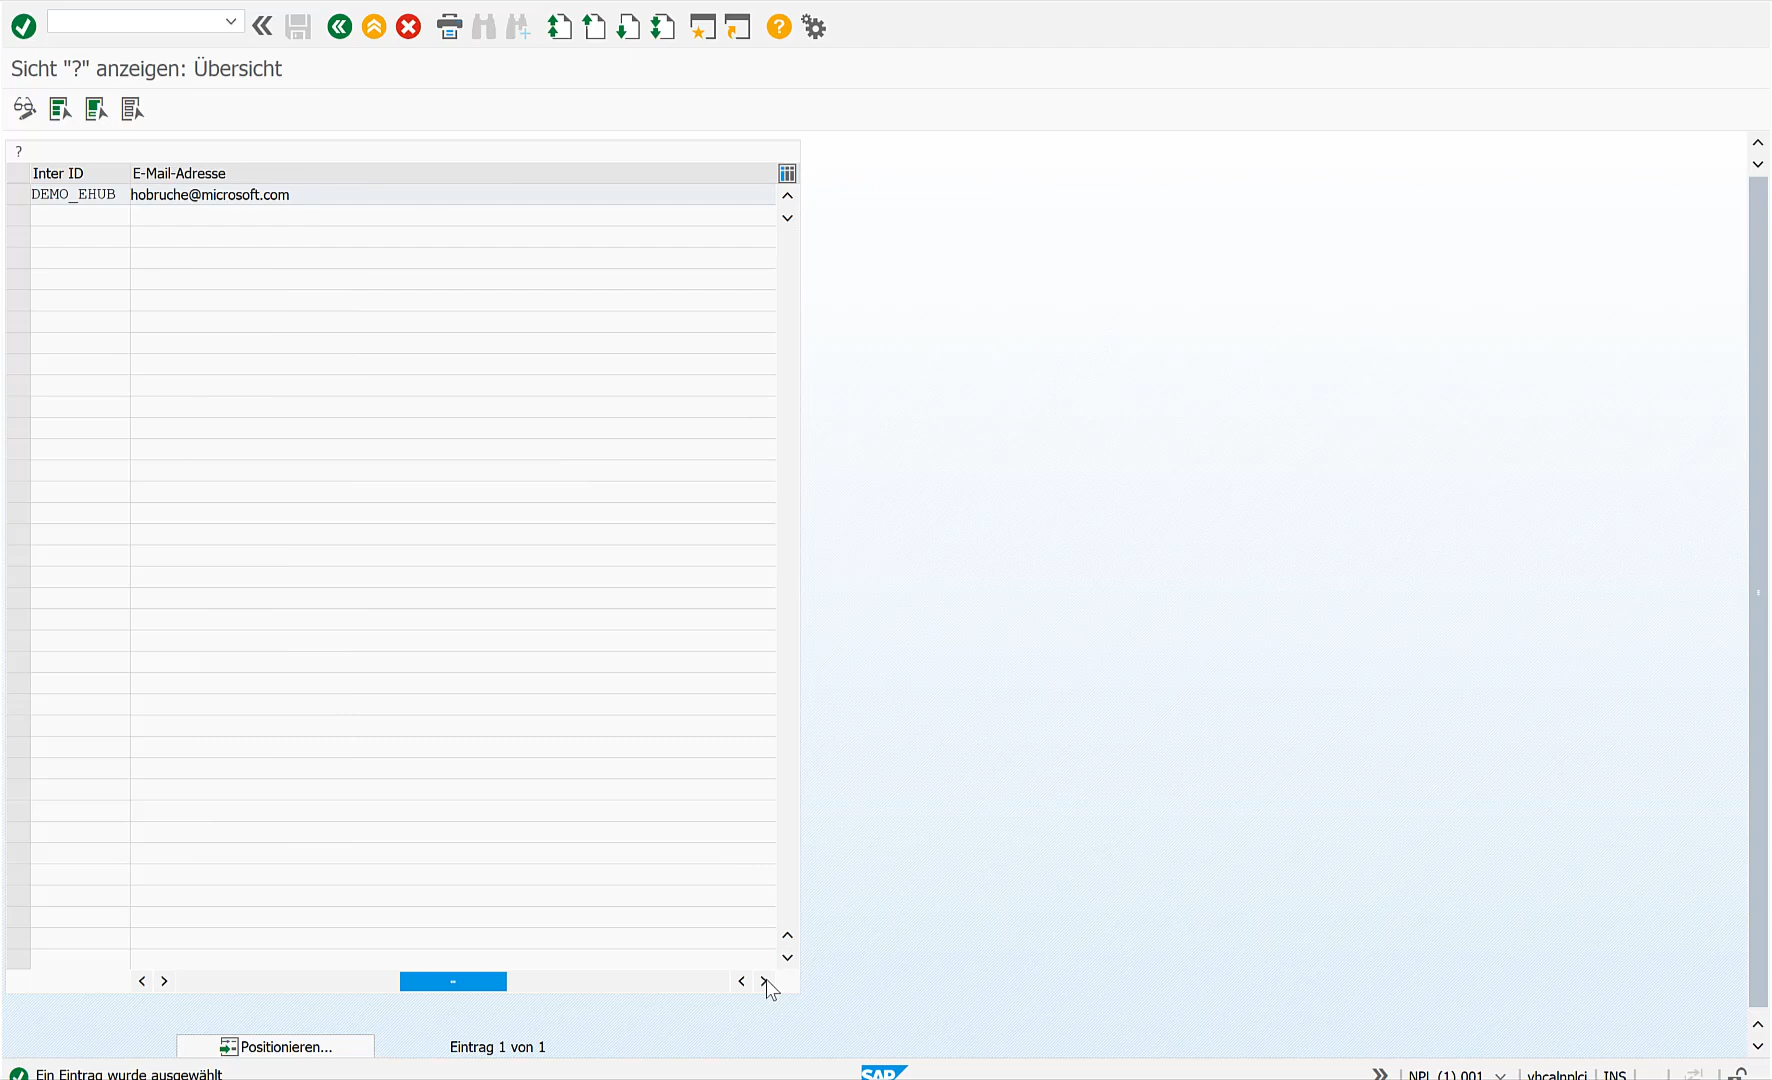 Sicht "?" anzeigen: Übersicht
?
Inter ID E-Mail-Adresse
DEMO_EHUB hobruche@microsoft.com
Positionieren... Eintrag 1 von 1
Ein Eintrag wurde ausgewählt SAP NPL (1) 001 vhcalnplci INS